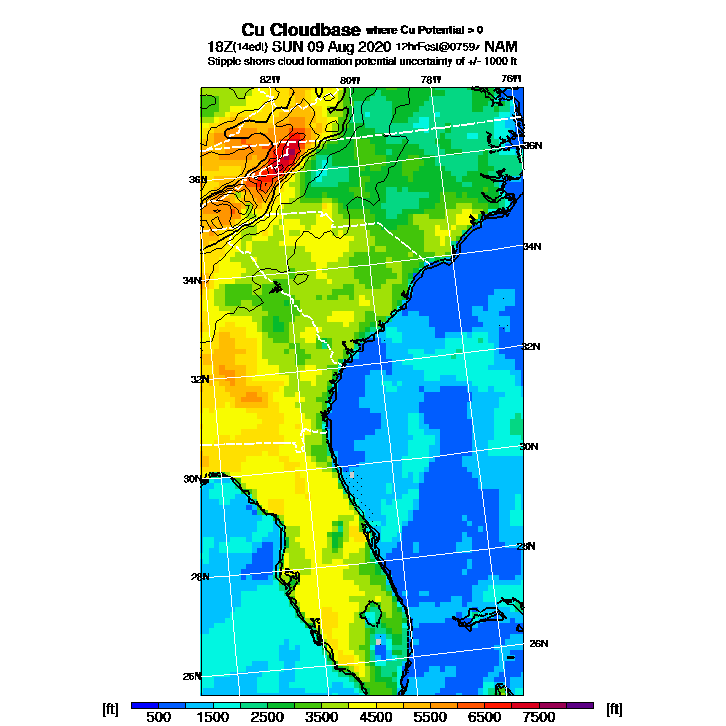 Cu Cloudbase where Cu Potential > 0
18Z(14edt) SUN 09 Aug 2020 12hrFcst@0759z NAM
Stipple shows cloud formation potential uncertainty of +/- 1000 ft
82W 80W 78W 76W
36N
36N
34N
34N
32N
32N
30N
30N
28N
28N
26N
26N
[ft] 500 1500 2500 3500 4500 5500 6500 7500 [ft]